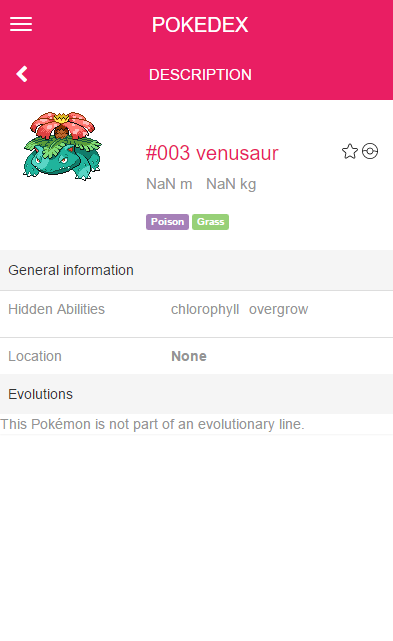 POKEDEX
DESCRIPTION
#003 venusaur
NaN m NaN kg
Poison Grass
General information
Hidden Abilities chlorophyll overgrow
Location None
Evolutions
This Pokémon is not part of an evolutionary line.